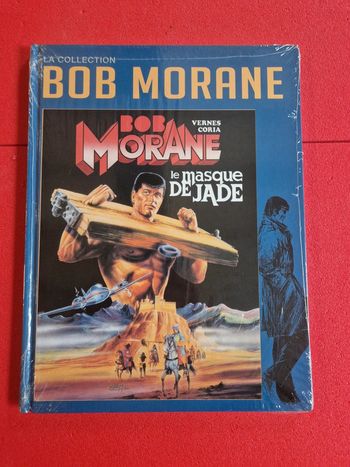 LA COLLECTION
BOB MORANE
BOB
MORANE
VERNES
CORIA
le masque
DE JADE